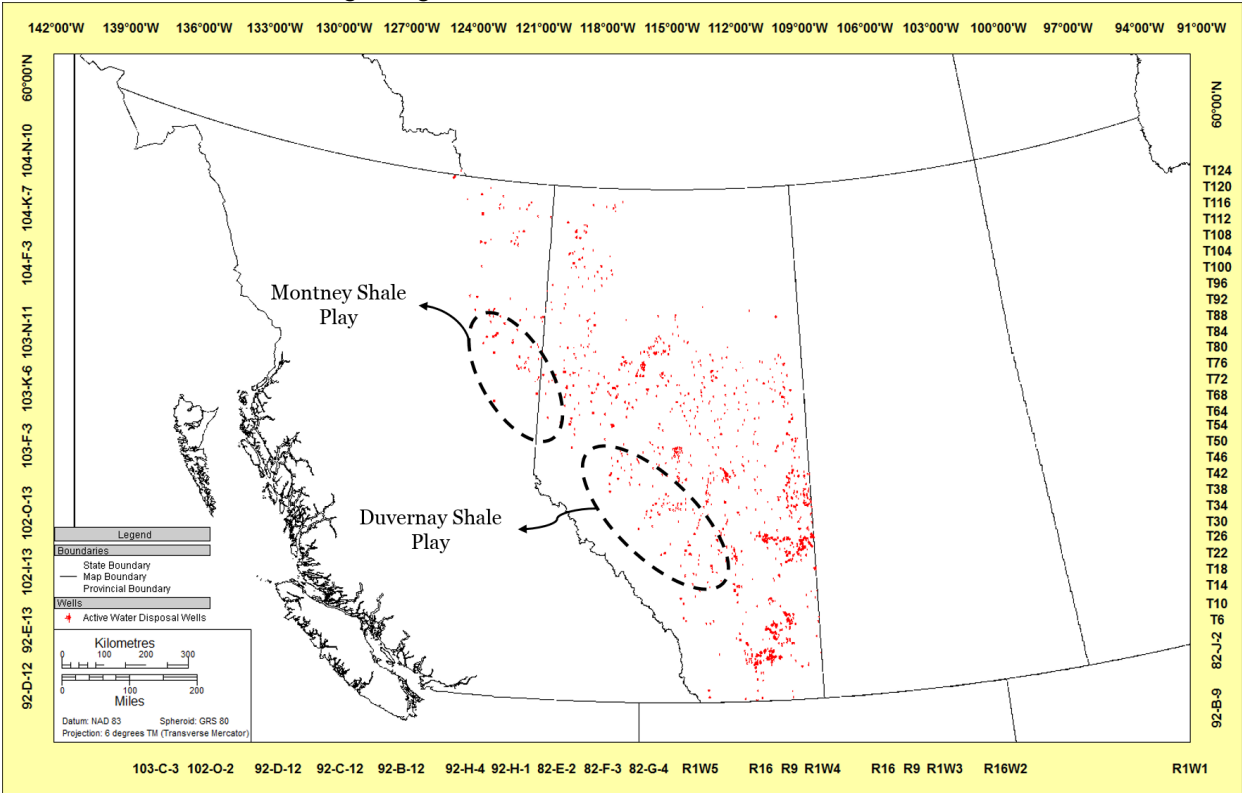 142°00'W 139°00'W 136°00'W 133°00'W 130°00'W 127°00'W 124°00'W 121°00'W 118°00'W 115°00'W 112°00'W 109°00'W 106°00'W 103°00'W 100°00'W 97°00'W 94°00'W 91°00'W
60°00'N
104-N-10
104-K-7
104-F-3
103-N-11
103-K-6
103-F-3
102-O-13
102-I-13
92-E-13
92-D-12
Montney Shale
Play
Duvernay Shale
Play
Legend
Boundaries
State Boundary
Map Boundary
Provincial Boundary
Wells
Active Water Disposal Wells
Kilometres
0 100 200 300
0 100 200
Miles
Datum: NAD 83 Spheroid: GRS 80
Projection: 6 degrees TM (Transverse Mercator)
60°00'N
T124
T120
T116
T112
T108
T104
T100
T96
T92
T88
T84
T80
T76
T72
T68
T64
T54
T50
T46
T42
T38
T34
T30
T26
T22
T18
T14
T10
T6
82-J-2
92-B-9
103-C-3 102-O-2 92-D-12 92-C-12 92-B-12 92-H-4 92-H-1 82-E-2 82-F-3 82-G-4 R1W5 R16 R9 R1W4 R16 R9 R1W3 R16W2 R1W1